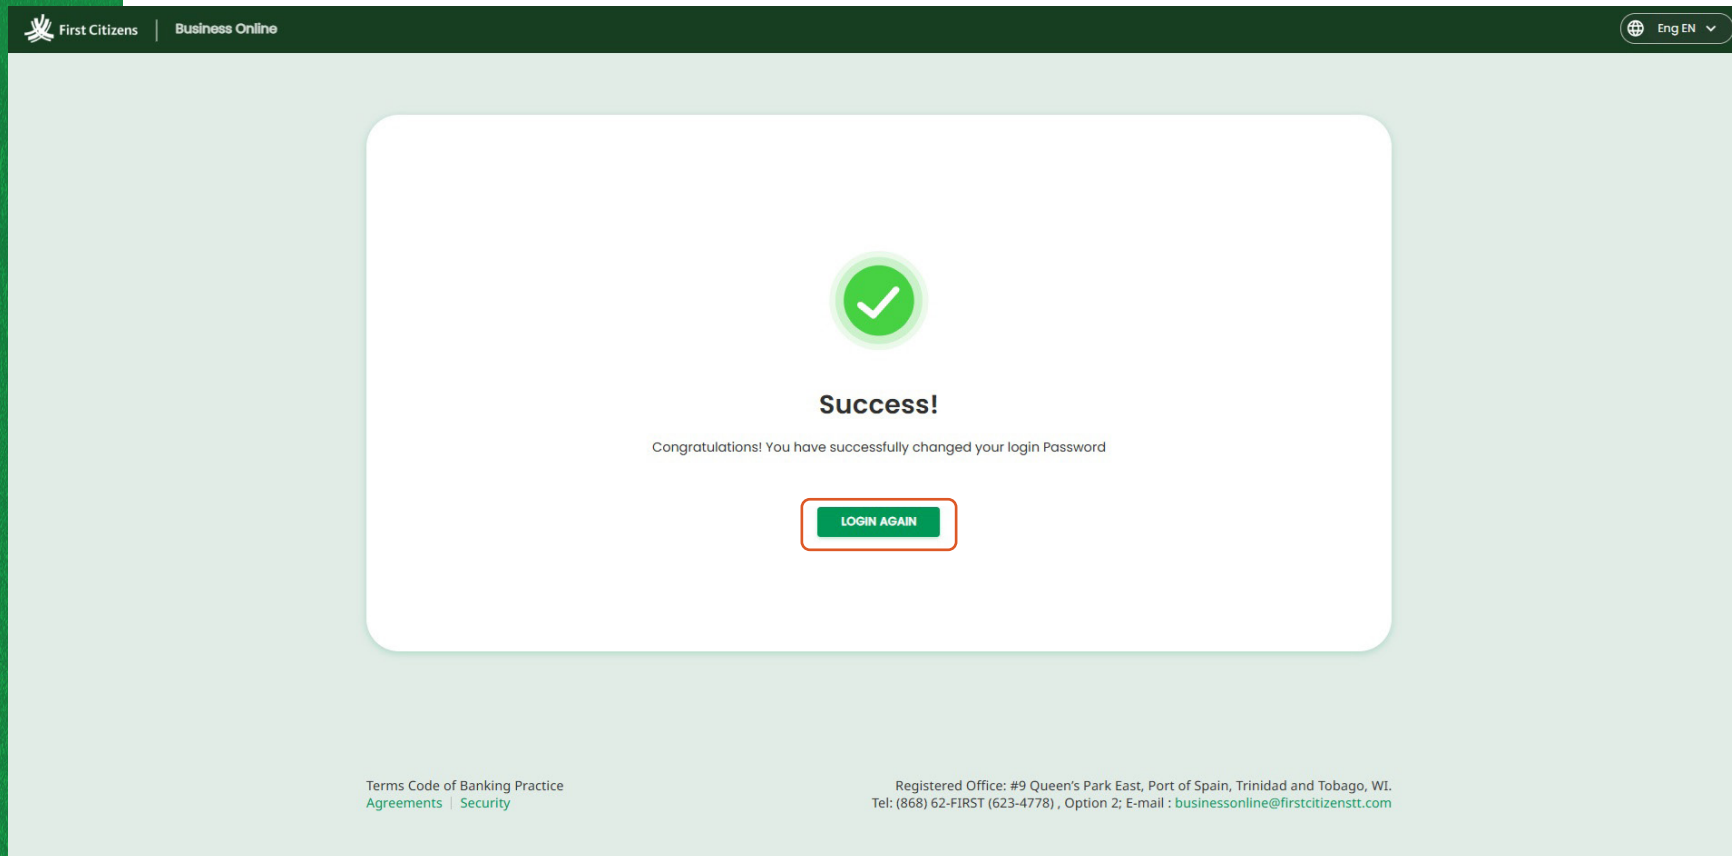 First Citizens
Business Online
Eng EN
Success!
Congratulations! You have successfully changed your login Password
LOGIN AGAIN
Terms Code of Banking Practice
Agreements | Security
Registered Office: #9 Queen’s Park East, Port of Spain, Trinidad and Tobago, WI.
Tel: (868) 62-FIRST (623-4778) , Option 2; E-mail : businessonline@firstcitizenstt.com